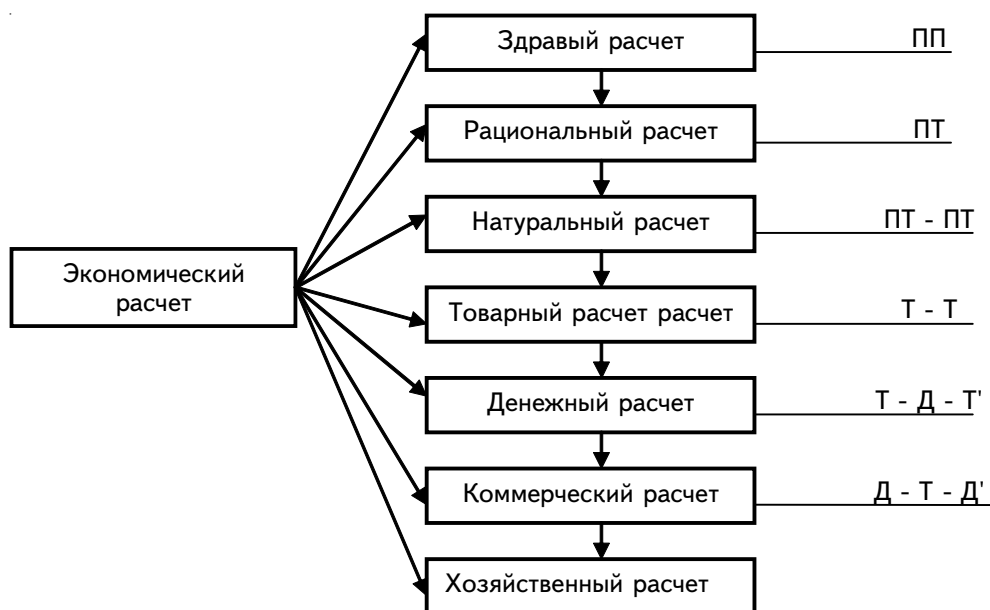 Здравый расчет ПП
Рациональный расчет ПТ
Натуральный расчет ПТ - ПТ
Экономический
расчет
Товарный расчет расчет Т - Т
Денежный расчет Т - Д - Т'
Коммерческий расчет Д - Т - Д'
Хозяйственный расчет